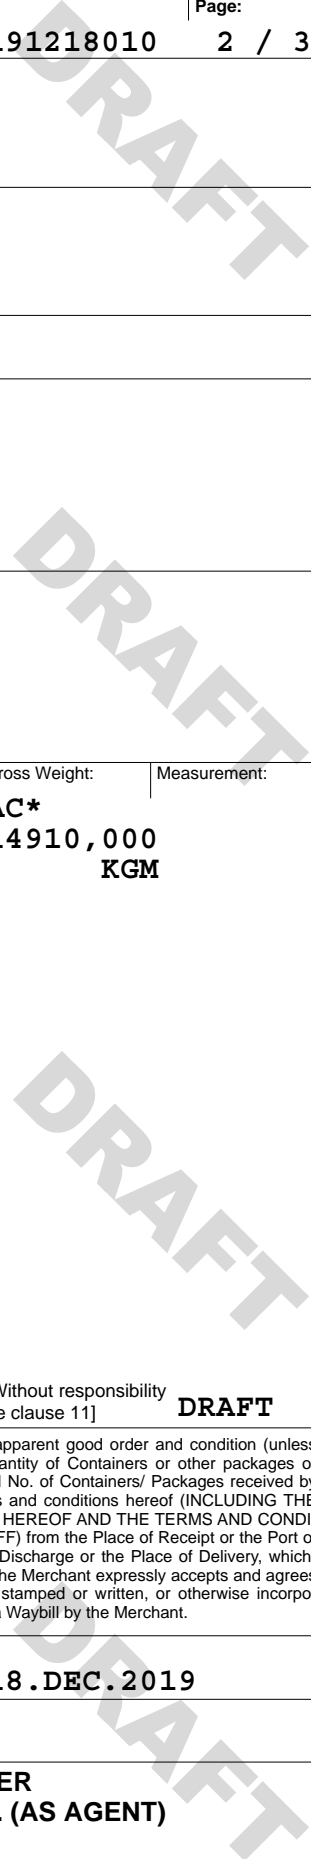 Page:
191218010 2 / 3
DRAFT
DRAFT
ross Weight: Measurement:
AC*
14910,000
KGM
DRAFT
Without responsibility
e clause 11] DRAFT
apparent good order and condition (unless
antity of Containers or other packages o
l No. of Containers/ Packages received by
s and conditions hereof (INCLUDING THE
HEREOF AND THE TERMS AND CONDI
FF) from the Place of Receipt or the Port o
Discharge or the Place of Delivery, which
he Merchant expressly accepts and agrees
stamped or written, or otherwise incorpo
a Waybill by the Merchant.
18.DEC.2019
DRAFT
ER
. (AS AGENT)